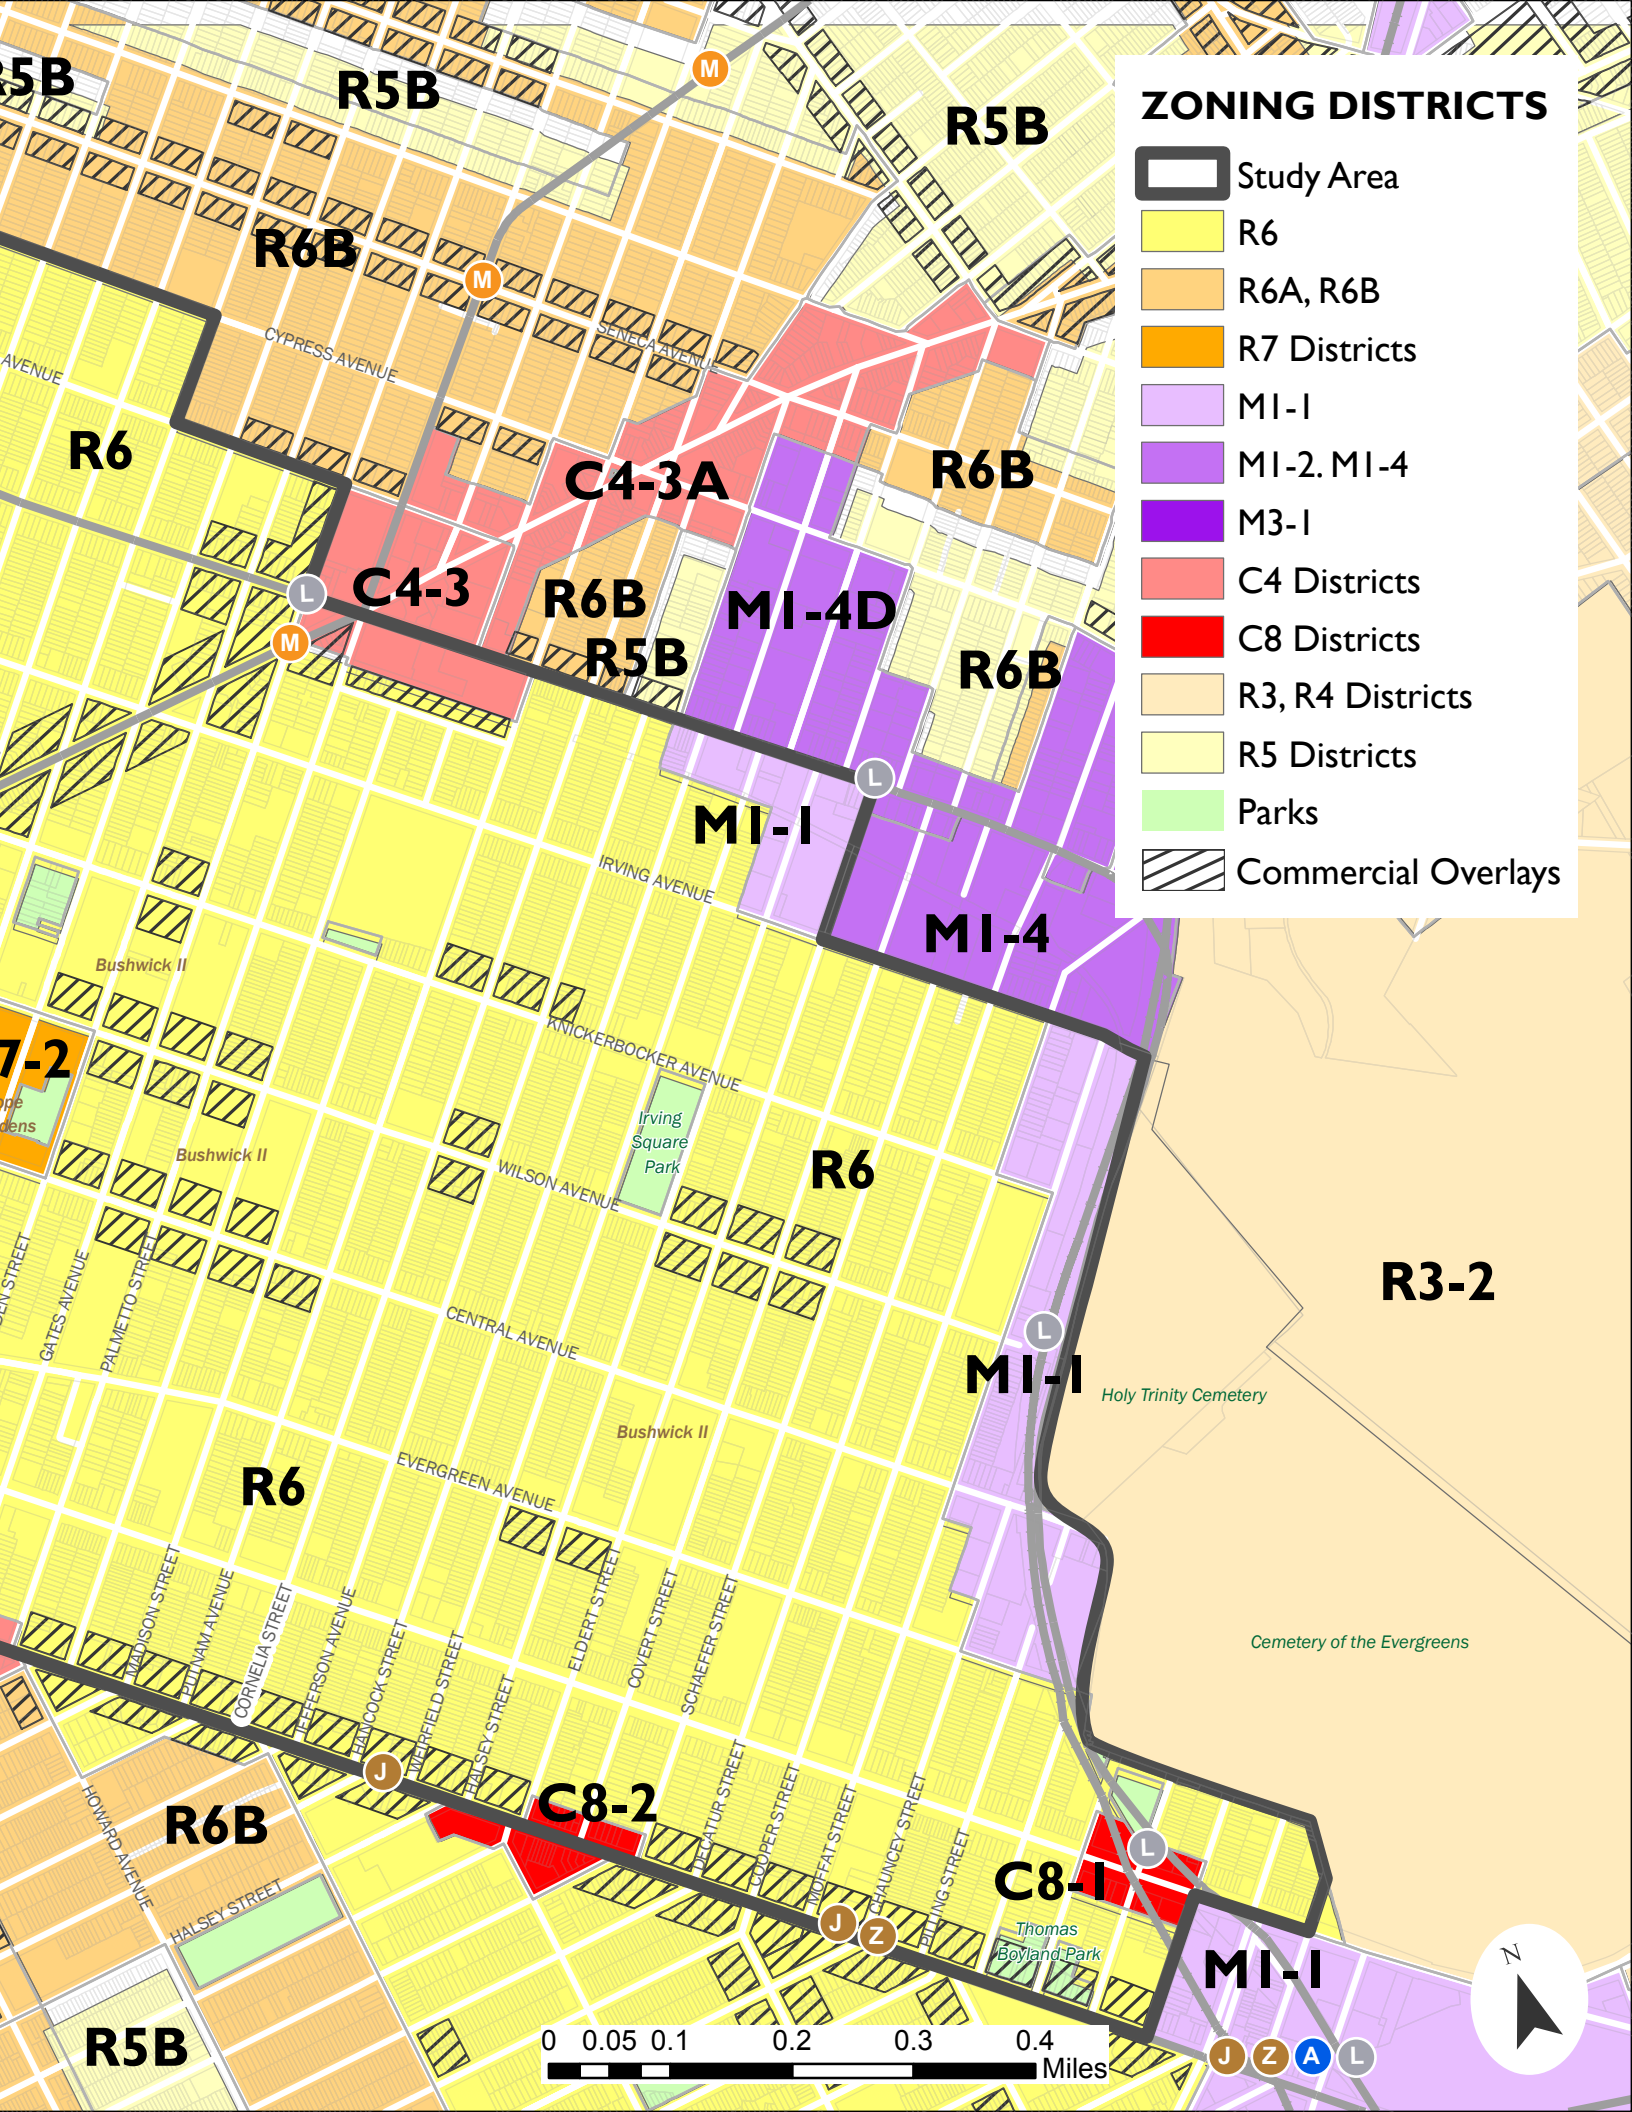 R5B
R5B
R5B
M
ZONING DISTRICTS
Study Area
R6
R6A, R6B
R7 Districts
M1-1
M1-2. M1-4
M3-1
C4 Districts
C8 Districts
R3, R4 Districts
R5 Districts
Parks
Commercial Overlays
R6B
M
CYPRESS AVENUE
SENECA AVENUE
AVENUE
R6
C4-3A
R6B
L
C4-3
R6B
M1-4D
M
R5B
R6B
L
M1-1
IRVING AVENUE
M1-4
Bushwick II
KNICKERBOCKER AVENUE
7-2
Irving
Square
Park
Bushwick II
WILSON AVENUE
R6
GATES AVENUE
PALMETTO STREET
STREET
R3-2
CENTRAL AVENUE
L
M1-1
Holy Trinity Cemetery
Bushwick II
EVERGREEN AVENUE
R6
MADISON STREET
PUTNAM AVENUE
CORNELIA STREET
JEFFERSON AVENUE
HANCOCK STREET
WEIRFIELD STREET
HALSEY STREET
ELDERT STREET
COVERT STREET
SCHAEFER STREET
Cemetery of the Evergreens
J
C8-2
DECATUR STREET
COOPER STREET
MOFFAT STREET
CHAUNCEY STREET
PILLING STREET
R6B
HOWARD AVENUE
HALSEY STREET
L
C8-1
J
Z
Thomas
Boyland Park
M1-1
N
R5B
0 0.05 0.1 0.2 0.3 0.4
Miles
J Z A L